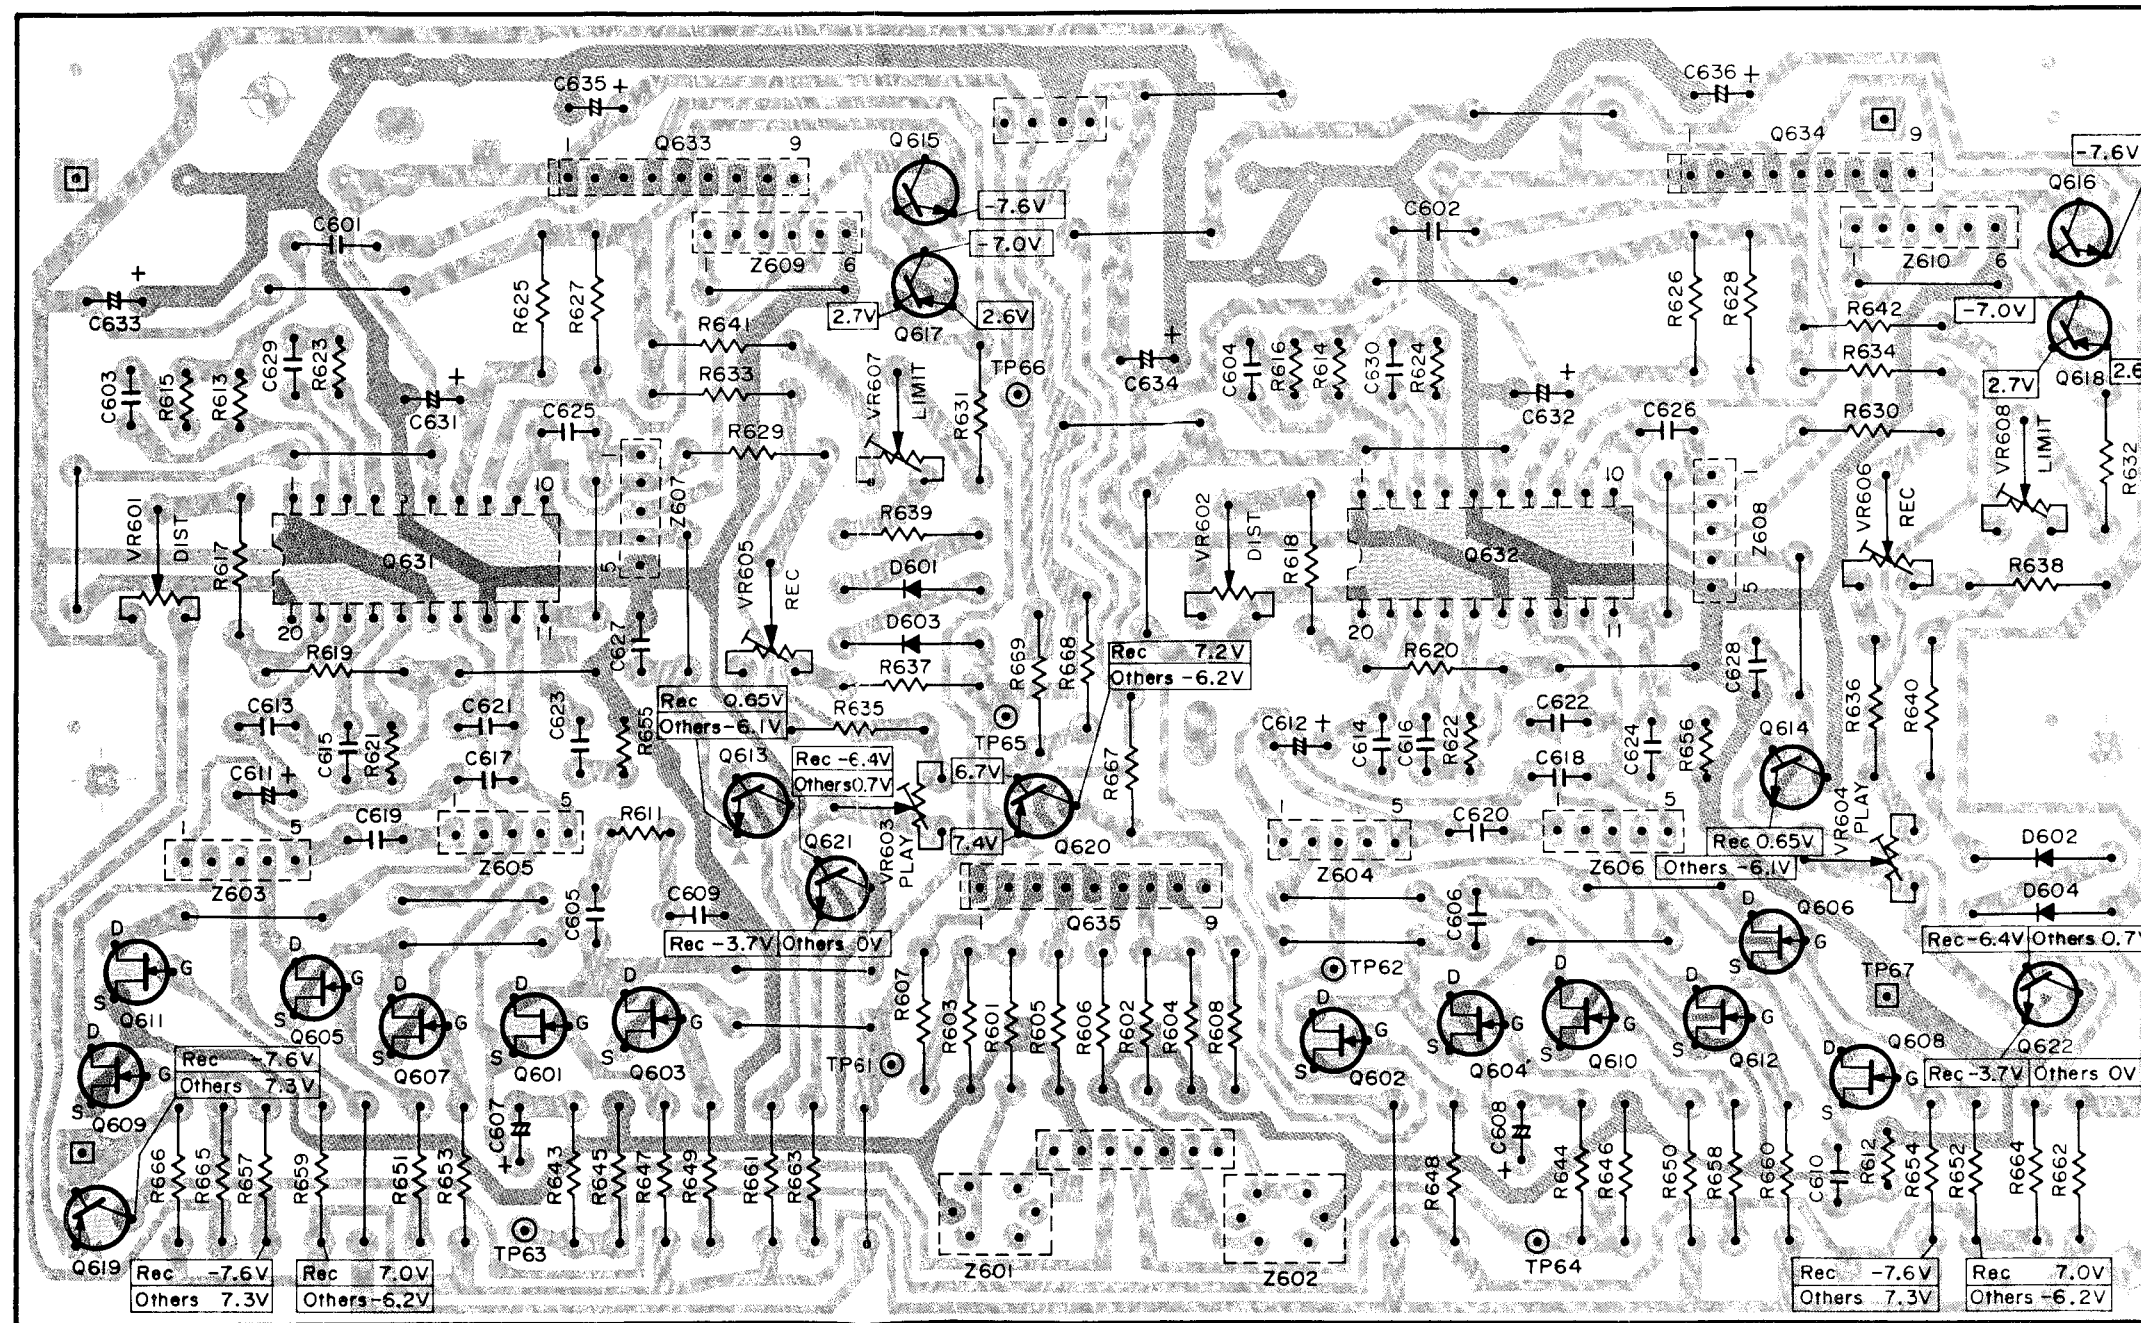 C635 +
C636 +
Q633
9
Q615
Q634
9
-7.6V
Q616
-7.6V
C601
-7.0V
Z609
6
C602
Z610
6
C633
+
R625
R627
2.7V
Q617
2.6V
R626
R628
R642
-7.0V
R641
R634
C603
R615
R613
C629
R623
R633
VR607
LIMIT
TP66
C634
+
C604
R616
R614
C630
R624
2.7V
Q618
C631
+
C625
R629
R631
C632
+
C626
R630
VR608
LIMIT
R632
10
10
1
VR601
DIST
R617
Q631
Z607
5
R639
VR602
DIST
R618
Q632
Z608
5
VR606
REC
R638
VR605
REC
D601
20
11
C627
D603
R669
R668
20
11
R619
R637
Rec 7.2V
Others -6.2V
R620
C628
C613
C621
C623
R655
Rec 0.65V
Others -6.1V
R635
TP65
C612 +
C614
C616
R622
C622
C624
R656
Q614
R636
R640
C615
R621
C617
Q613
Rec -6.4V
Others 0.7V
6.7V
R667
C618
C611
+
C619
R611
VR603
PLAY
7.4V
Q620
C620
VR604
PLAY
5
5
Q621
5
5
Rec 0.65V
Others -6.1V
D602
Z603
Z605
Z604
Z606
C605
C609
Q635
9
C606
D604
Rec -3.7V Others 0V
Q606
D
G
S
Rec -6.4V Others 0.7V
D
G
S
Q611
D
G
S
Q605
D
G
S
Q607
D
G
S
Q601
D
G
S
Q603
R607
R603
R601
R605
R606
R602
R604
R608
TP62
D
S
Q602
D
G
S
Q604
D
G
S
Q610
D
G
S
Q612
TP67
Q608
D
G
S
Q622
Rec -3.7V Others 0V
D
G
S
Q609
Rec -7.6V
Others 7.3V
TP61
R666
R665
R657
R659
R651
R653
C607
+
R643
R645
R647
R649
R661
R663
R648
C608
+
R644
R646
R650
R658
R660
C610
R612
R654
R652
R664
R662
Q619
TP63
Z601
Z602
TP64
Rec -7.6V
Others 7.3V
Rec 7.0V
Others -6.2V
Rec -7.6V
Others 7.3V
Rec 7.0V
Others -6.2V